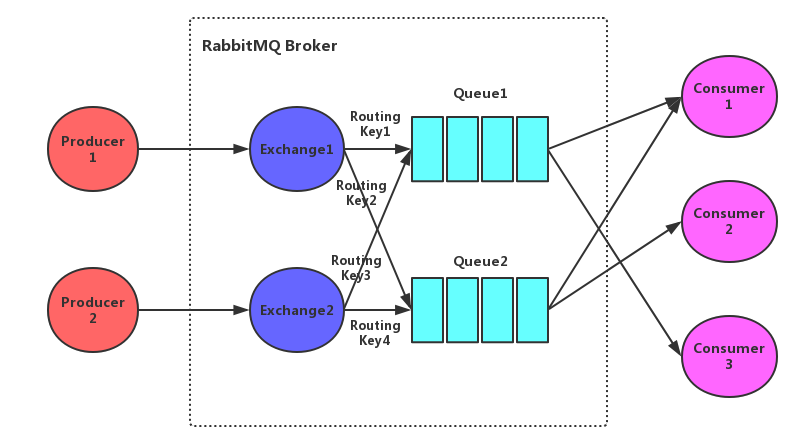 RabbitMQ Broker
Queue1
Consumer
1
Routing
Key1
Producer
1
Exchange1
Routing
Key2
Consumer
2
Routing
Key3
Queue2
Producer
2
Exchange2
Routing
Key4
Consumer
3